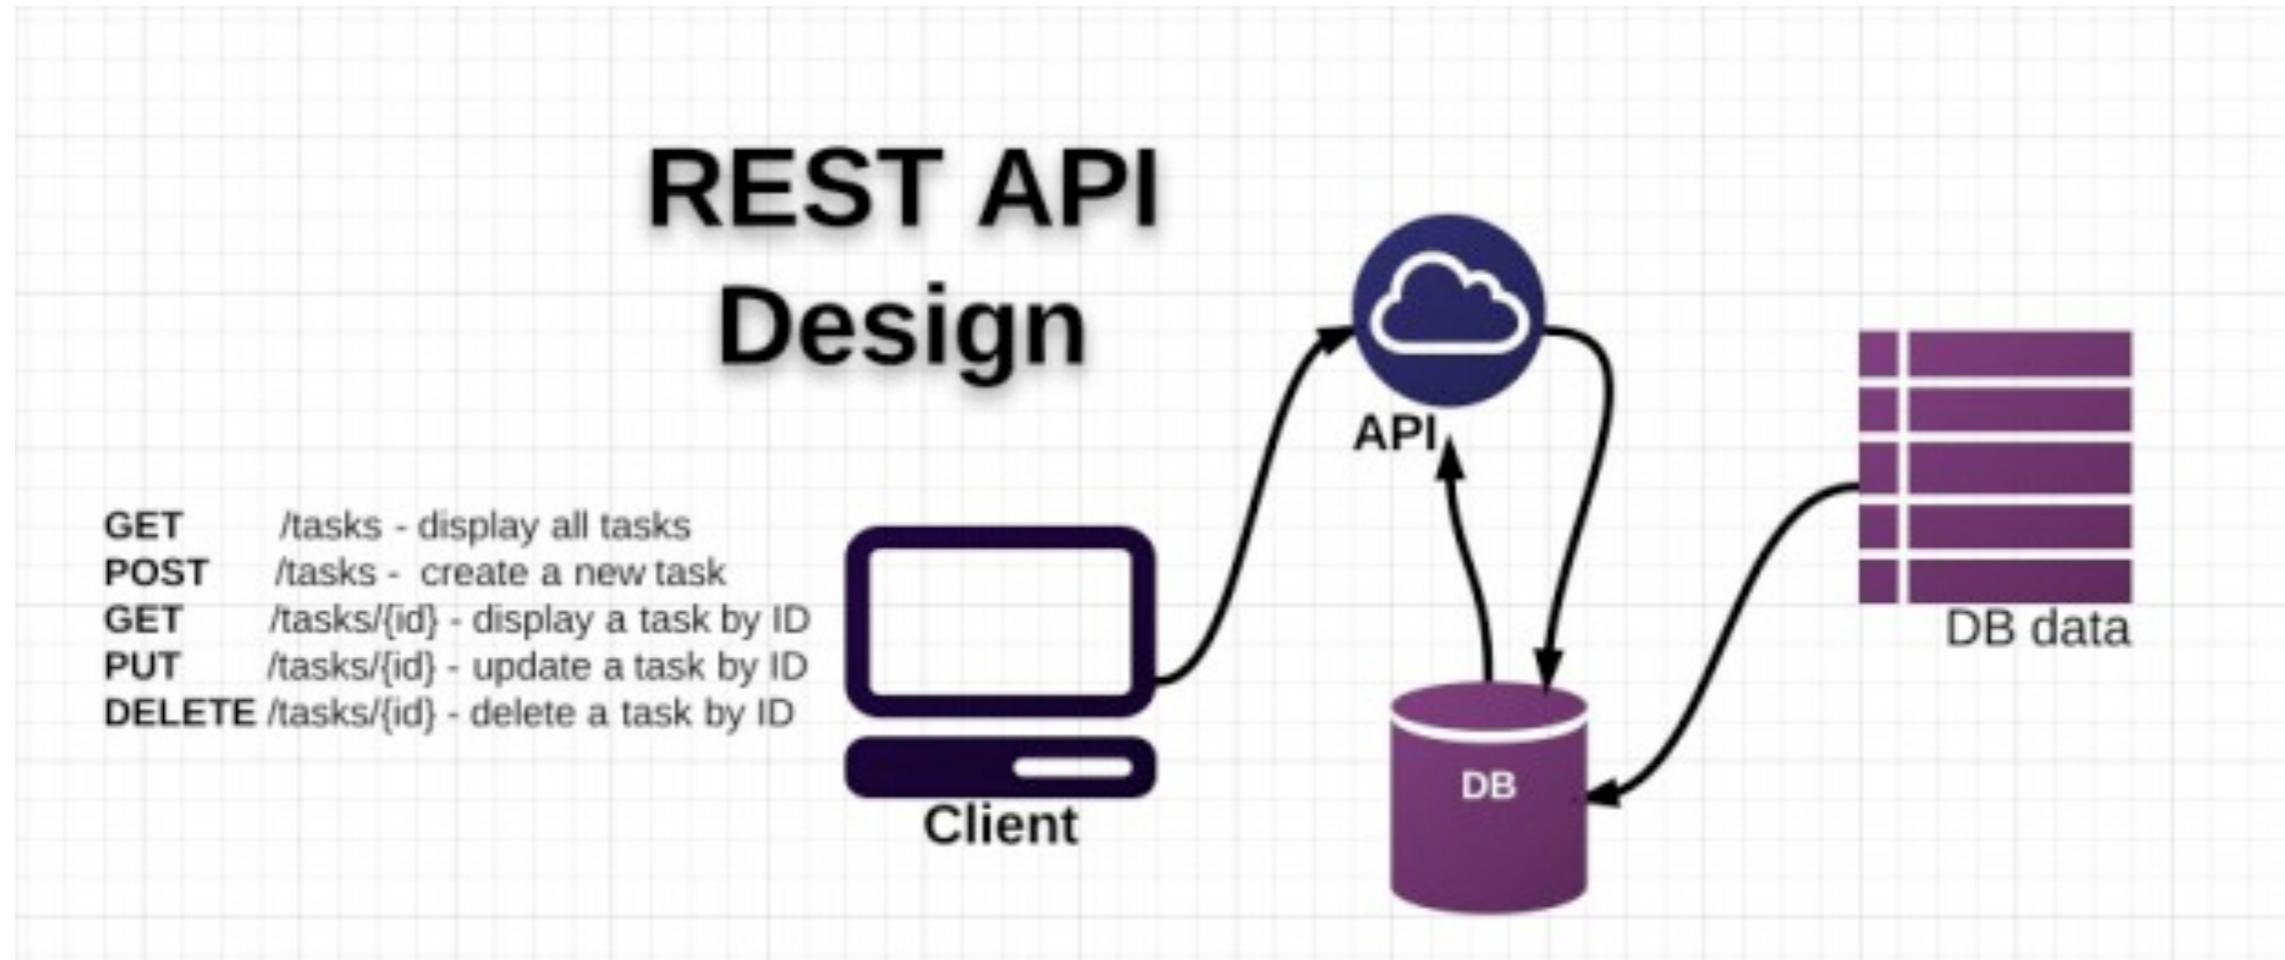 REST API
Design
API
GET /tasks - display all tasks
POST /tasks - create a new task
GET /tasks/{id} - display a task by ID
PUT /tasks/{id} - update a task by ID
DELETE /tasks/{id} - delete a task by ID
Client
DB
DB data